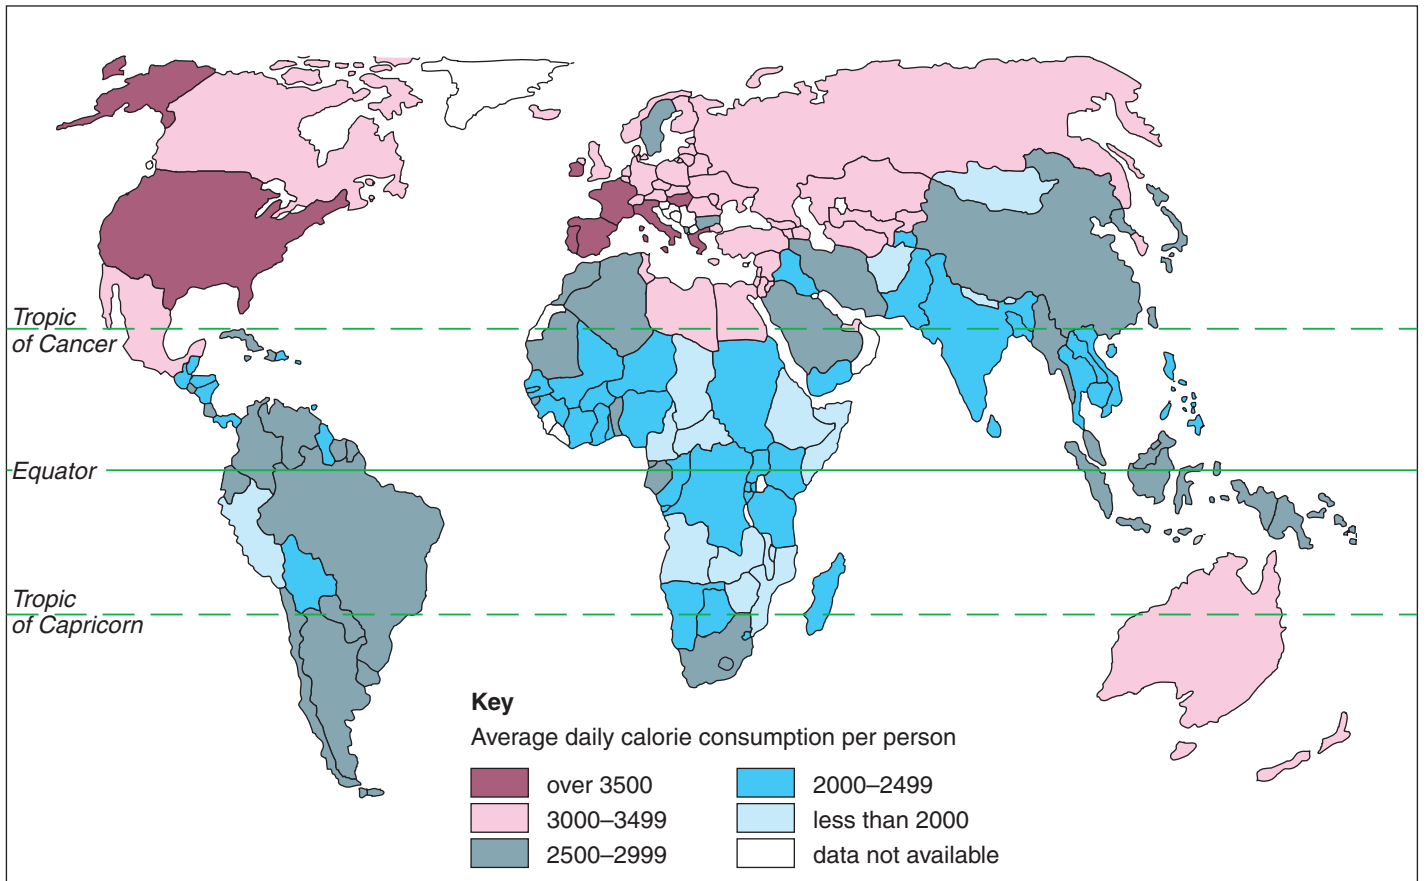 Tropic
of Cancer
Equator
Tropic
of Capricorn
Key
Average daily calorie consumption per person
over 3500
3000–3499
2500–2999
2000–2499
less than 2000
data not available